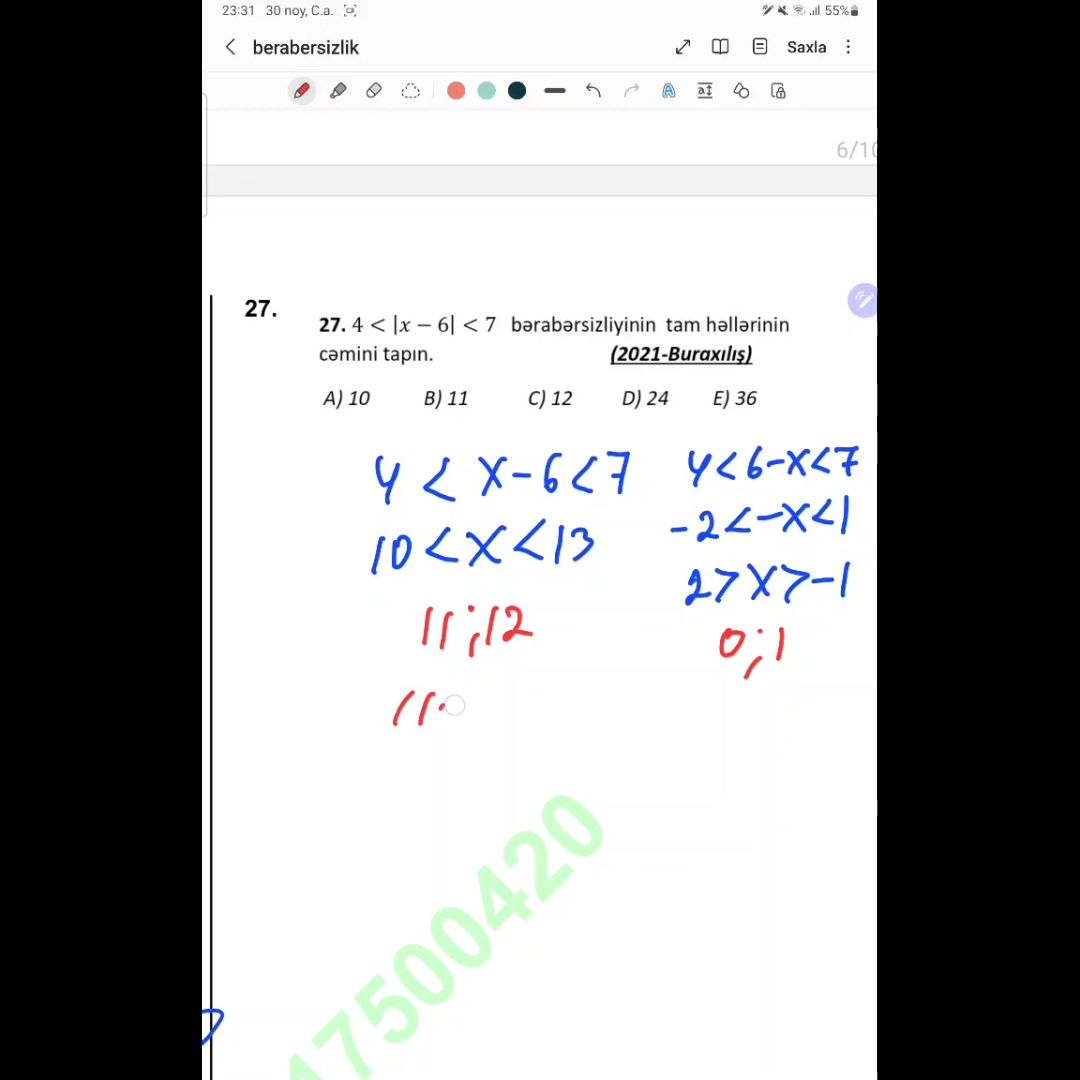 23:31 30 noy, C.a. 55%
berabersizlik Saxla
6/10
27.
27. 4 < |x − 6| < 7 bərabərsizliyinin tam həllərinin
cəmini tapın. (2021-Buraxılış)
A) 10 B) 11 C) 12 D) 24 E) 36
4 < x-6 < 7 4<6-x<7
10 < x < 13 -2<-x<1
2>x>-1
11;12 0;1
11
17500420